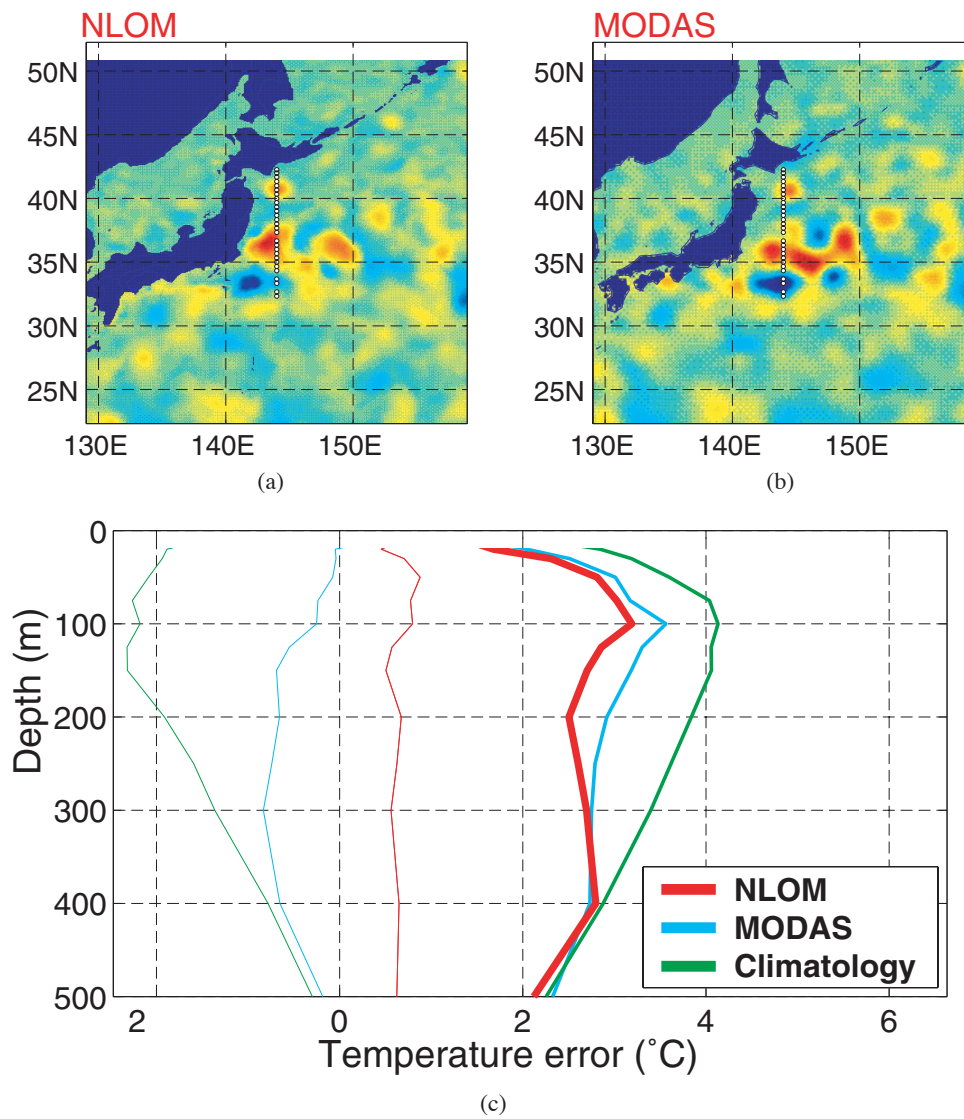 NLOM
MODAS
50N
45N
40N
35N
30N
25N
130E
140E
150E
50N
45N
40N
35N
30N
25N
130E
140E
150E
(a)
(b)
0
100
200
300
400
500
Depth (m)
NLOM
MODAS
Climatology
2
0
2
4
6
Temperature error (˚C)
(c)